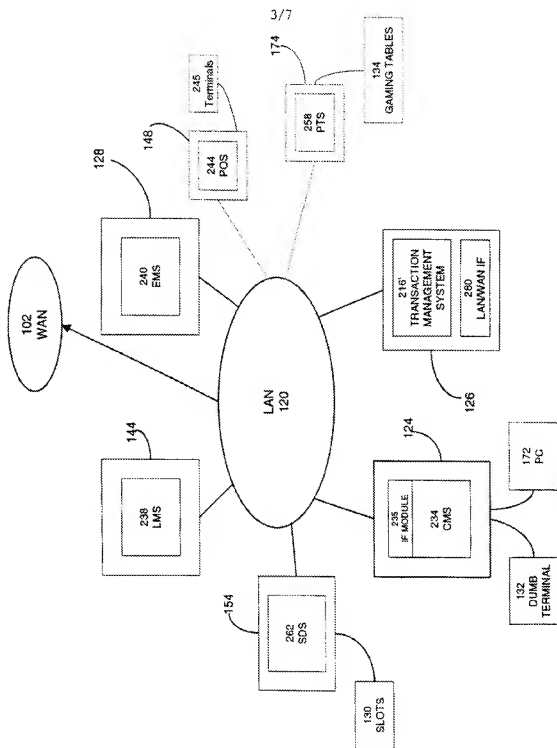 3/7
102
WAN
128
240
EMS
148
244
POS
245
Terminals
174
258
PTS
134
GAMING TABLES
144
238
LMS
LAN
120
216'
TRANSACTION
MANAGEMENT
SYSTEM
280
LAN/WAN IF
126
124
235
IF MODULE
234
CMS
172
PC
132
DUMB
TERMINAL
154
262
SDS
130
SLOTS